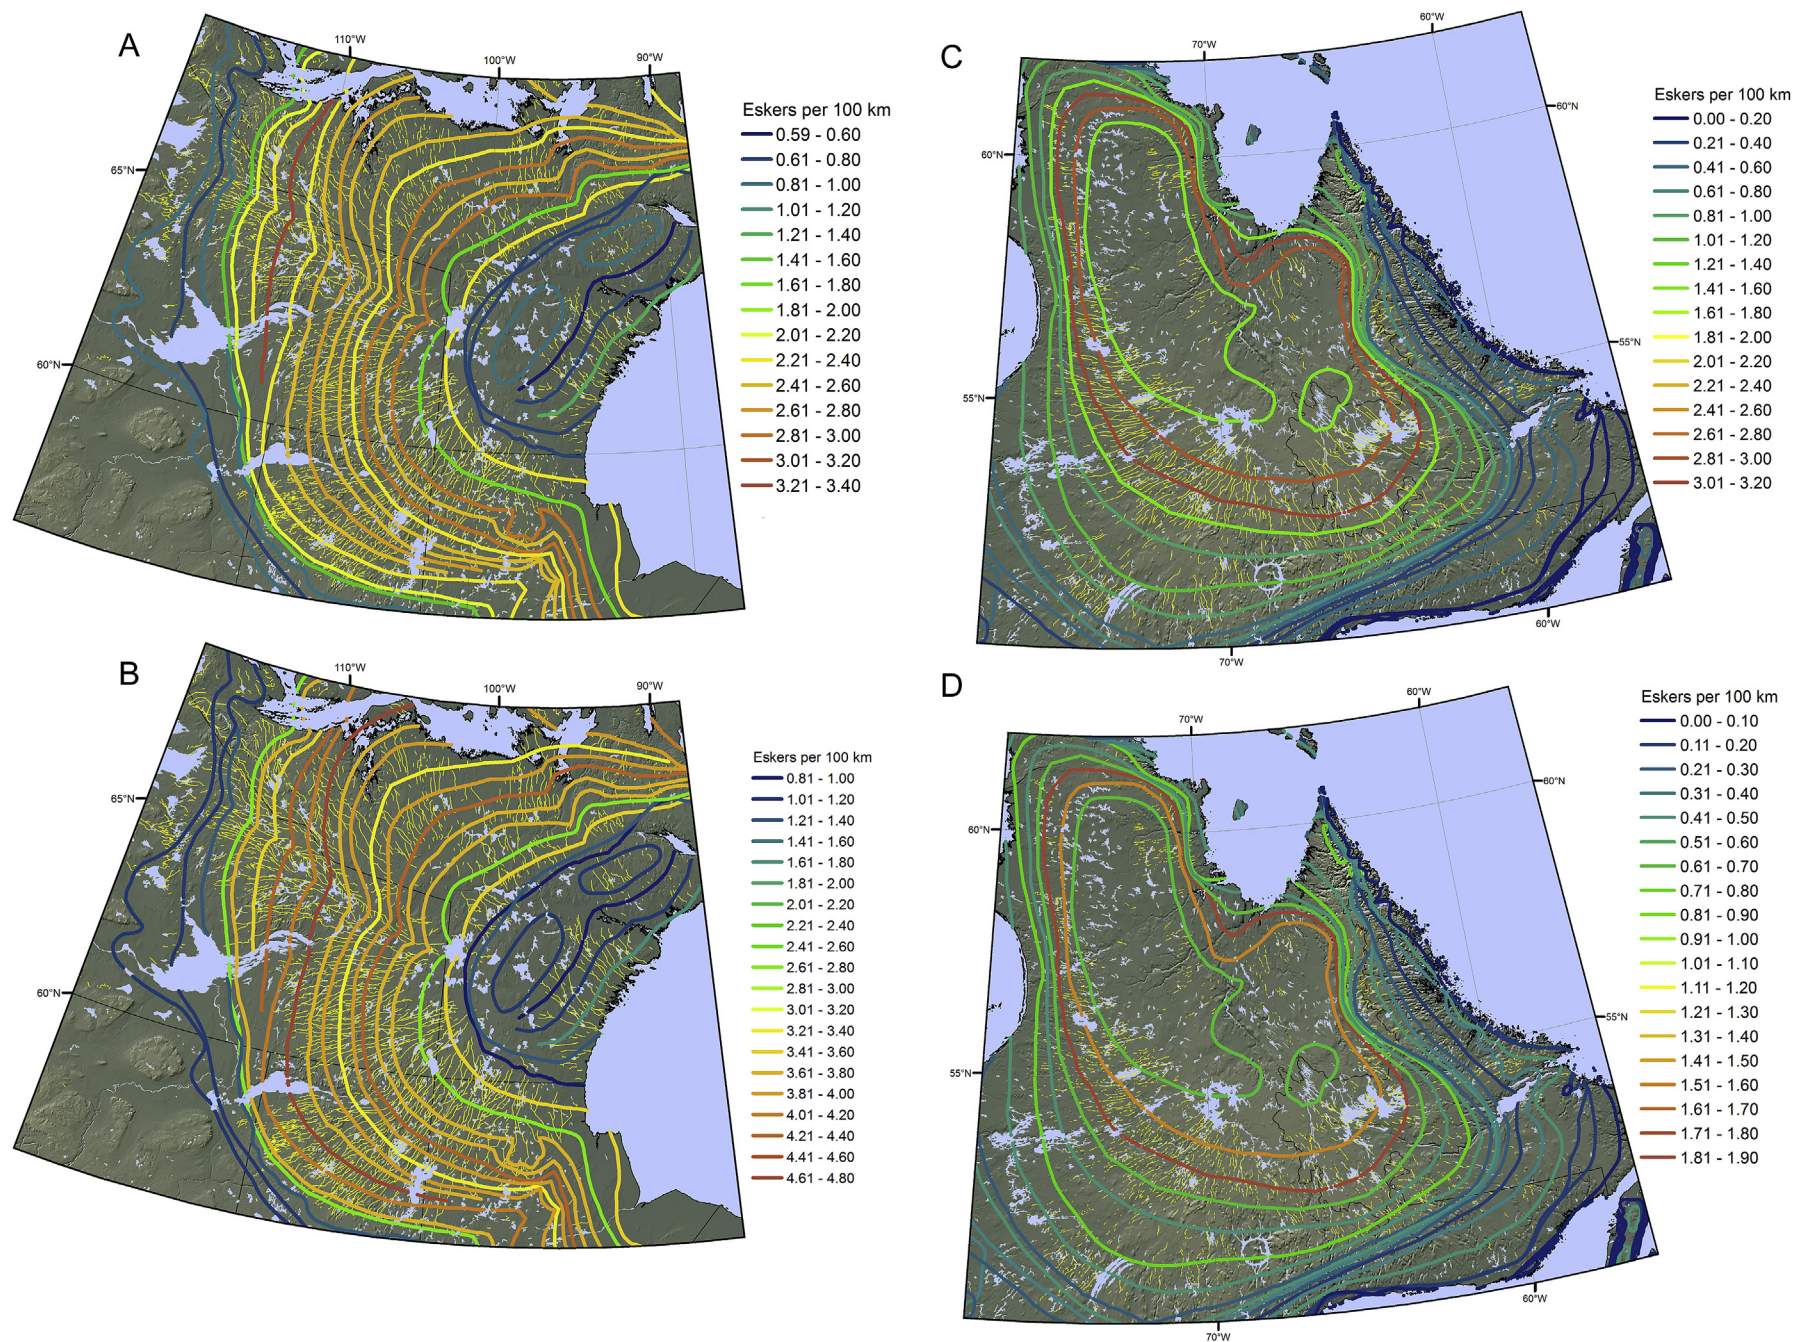 A
110°W
100°W
90°W
65°N
60°N
Eskers per 100 km
0.59 - 0.60
0.61 - 0.80
0.81 - 1.00
1.01 - 1.20
1.21 - 1.40
1.41 - 1.60
1.61 - 1.80
1.81 - 2.00
2.01 - 2.20
2.21 - 2.40
2.41 - 2.60
2.61 - 2.80
2.81 - 3.00
3.01 - 3.20
3.21 - 3.40
C
70°W
60°W
60°N
60°N
55°N
55°N
70°W
60°W
Eskers per 100 km
0.00 - 0.20
0.21 - 0.40
0.41 - 0.60
0.61 - 0.80
0.81 - 1.00
1.01 - 1.20
1.21 - 1.40
1.41 - 1.60
1.61 - 1.80
1.81 - 2.00
2.01 - 2.20
2.21 - 2.40
2.41 - 2.60
2.61 - 2.80
2.81 - 3.00
3.01 - 3.20
B
110°W
100°W
90°W
65°N
60°N
Eskers per 100 km
0.81 - 1.00
1.01 - 1.20
1.21 - 1.40
1.41 - 1.60
1.61 - 1.80
1.81 - 2.00
2.01 - 2.20
2.21 - 2.40
2.41 - 2.60
2.61 - 2.80
2.81 - 3.00
3.01 - 3.20
3.21 - 3.40
3.41 - 3.60
3.61 - 3.80
3.81 - 4.00
4.01 - 4.20
4.21 - 4.40
4.41 - 4.60
4.61 - 4.80
D
70°W
60°W
60°N
60°N
55°N
55°N
70°W
60°W
Eskers per 100 km
0.00 - 0.10
0.11 - 0.20
0.21 - 0.30
0.31 - 0.40
0.41 - 0.50
0.51 - 0.60
0.61 - 0.70
0.71 - 0.80
0.81 - 0.90
0.91 - 1.00
1.01 - 1.10
1.11 - 1.20
1.21 - 1.30
1.31 - 1.40
1.41 - 1.50
1.51 - 1.60
1.61 - 1.70
1.71 - 1.80
1.81 - 1.90